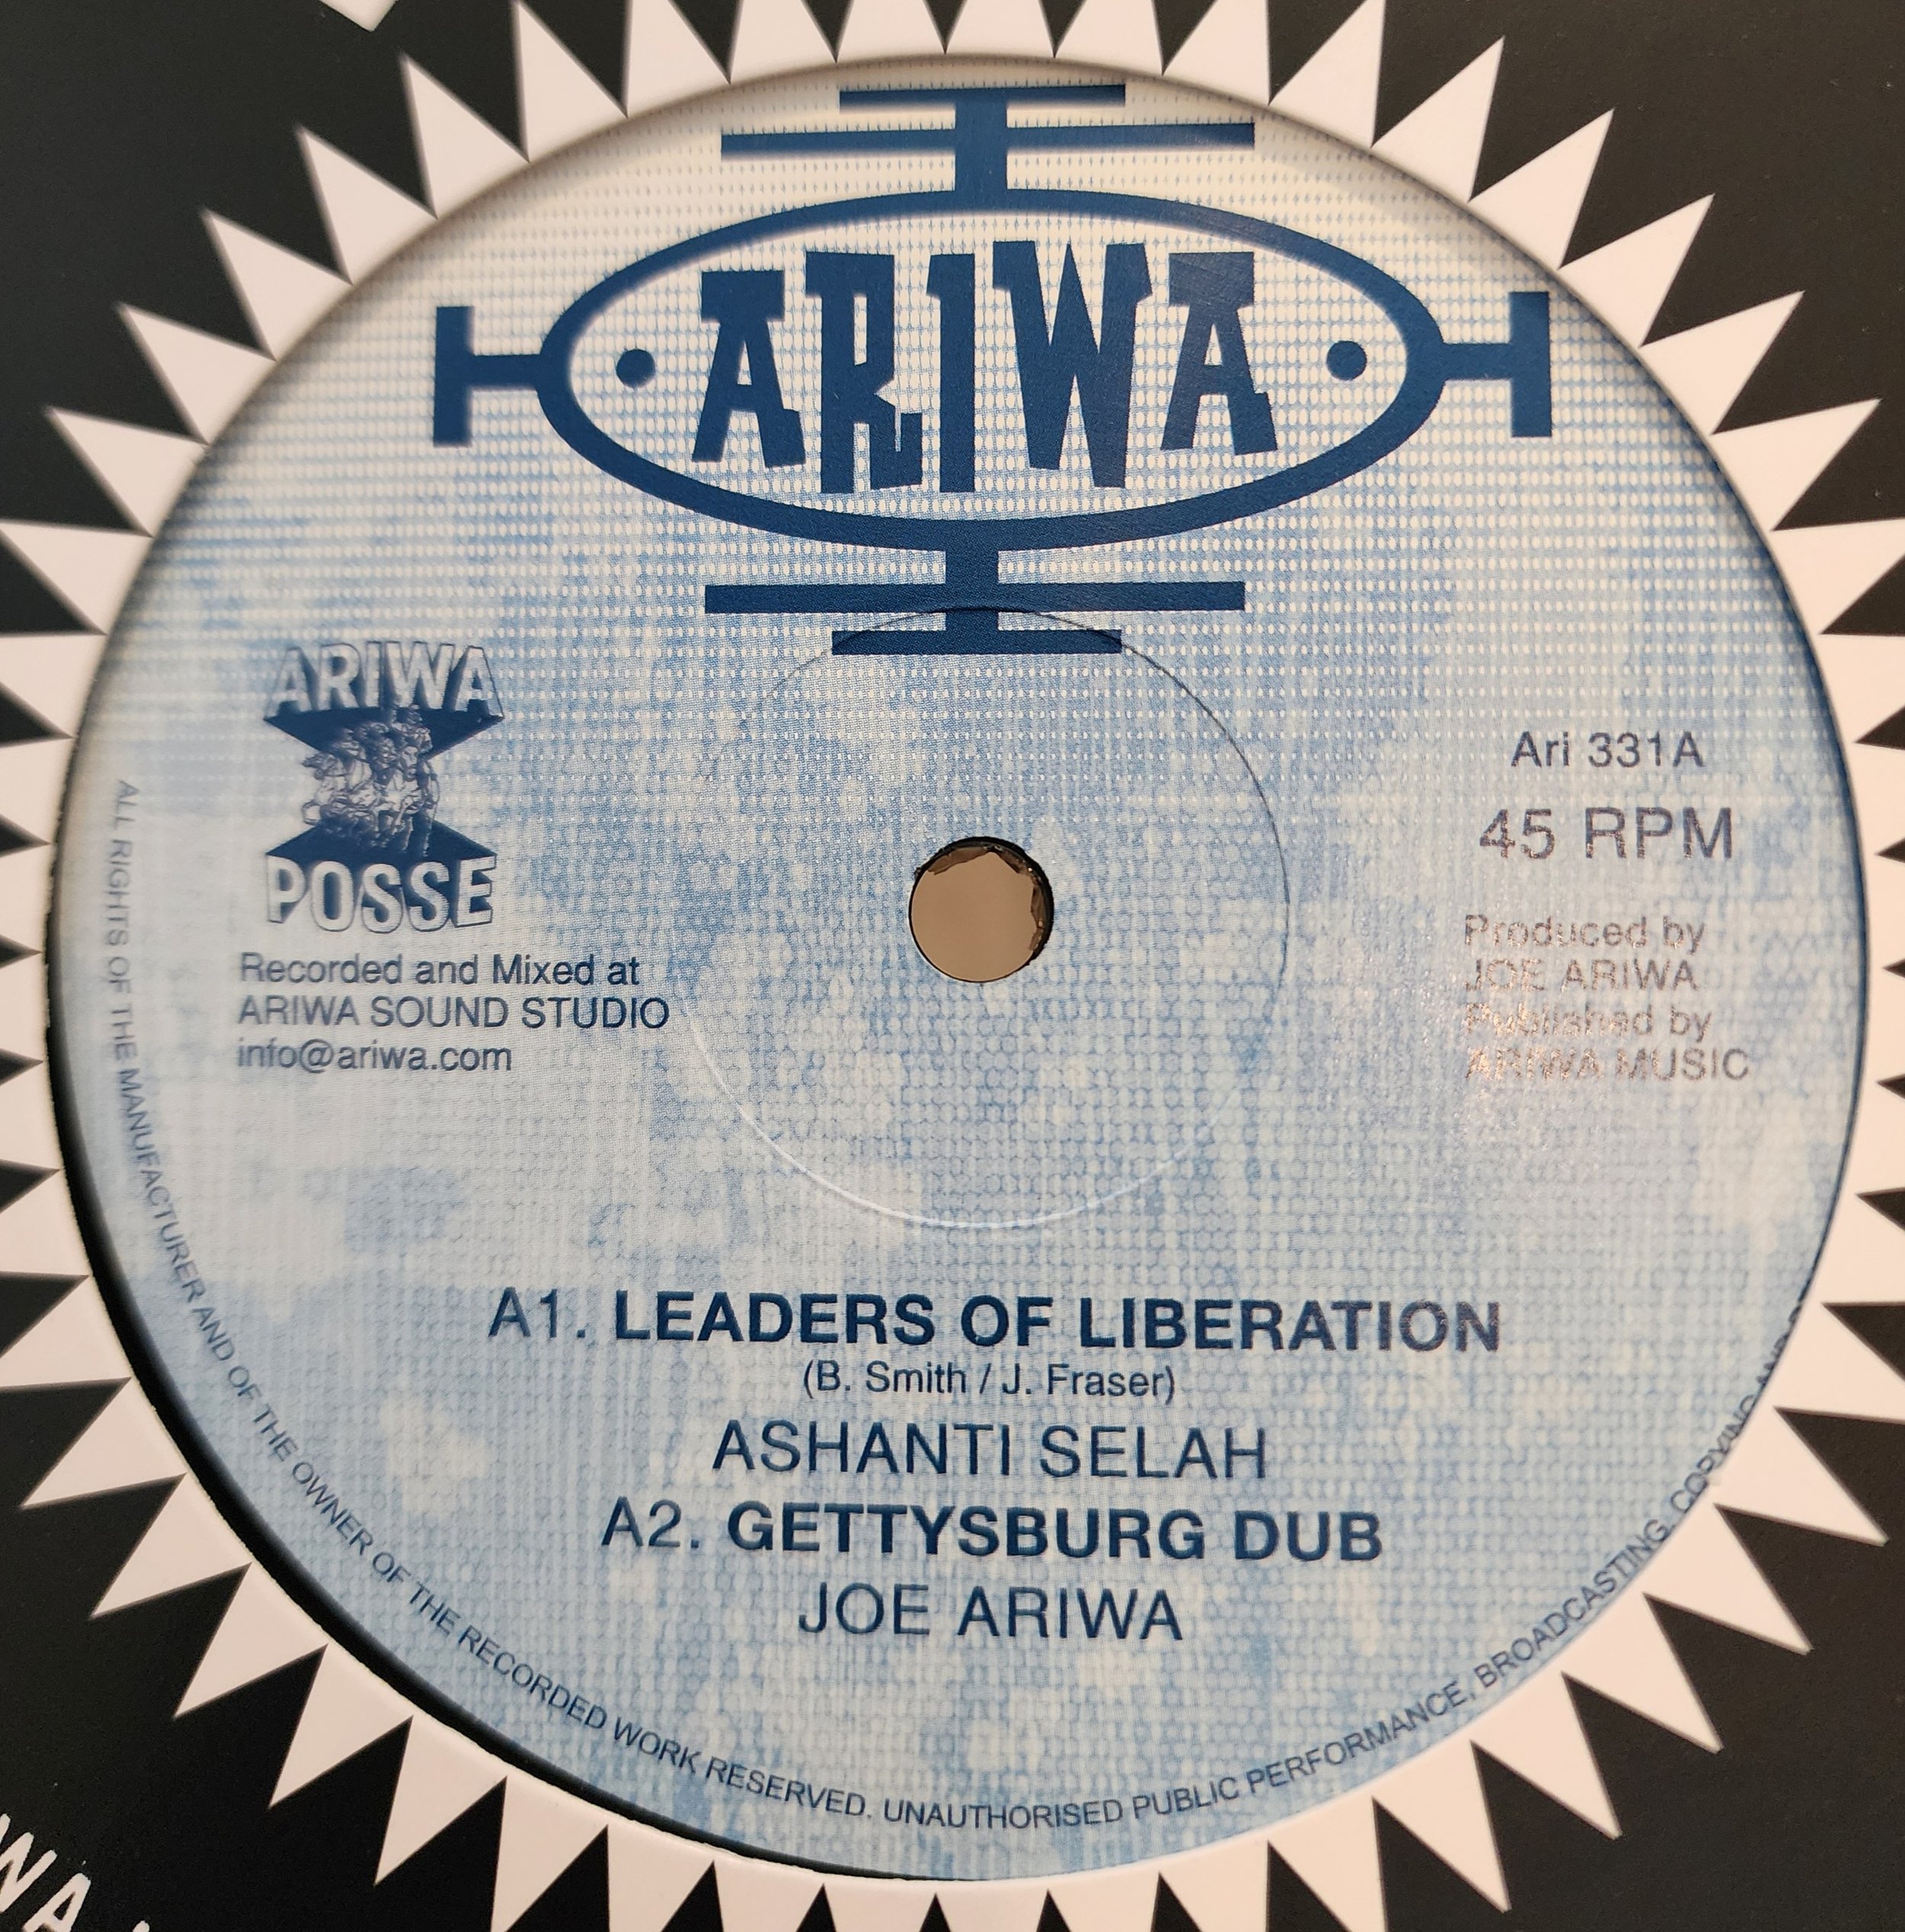 ARIWA
ARIWA
POSSE
Recorded and Mixed at
ARIWA SOUND STUDIO
info@ariwa.com
Ari 331A
45 RPM
Produced by
JOE ARIWA
Published by
ARIWA MUSIC
A1. LEADERS OF LIBERATION
(B. Smith / J. Fraser)
ASHANTI SELAH
A2. GETTYSBURG DUB
JOE ARIWA
ALL RIGHTS OF THE MANUFACTURER AND OF THE OWNER OF THE RECORDED WORK RESERVED. UNAUTHORISED PUBLIC PERFORMANCE, BROADCASTING, COPYING AND